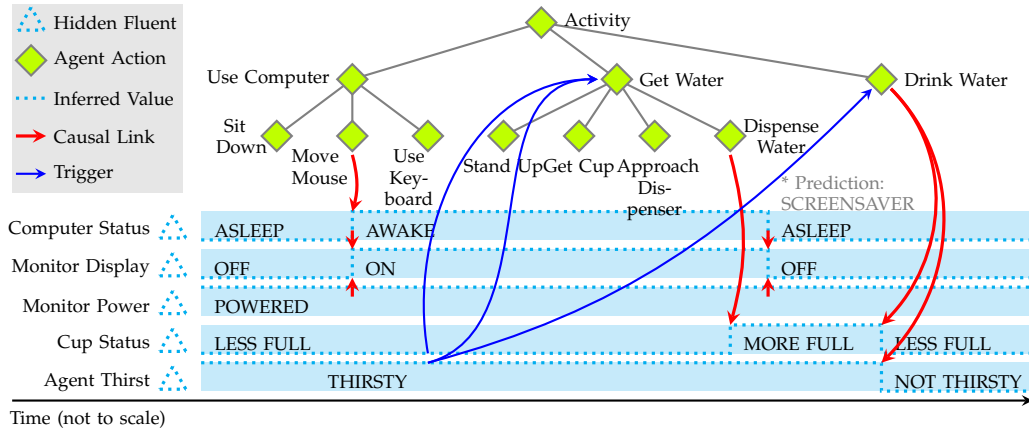 Hidden Fluent
Agent Action
Inferred Value
Causal Link
Trigger
Activity
Use Computer
Get Water
Drink Water
Sit
Down
Move
Mouse
Use
Key-
board
Stand Up
Get Cup
Approach
Dis-
penser
Dispense
Water
* Prediction:
SCREENSAVER
Computer Status
ASLEEP
AWAKE
ASLEEP
Monitor Display
OFF
ON
OFF
Monitor Power
POWERED
Cup Status
LESS FULL
MORE FULL
LESS FULL
Agent Thirst
THIRSTY
NOT THIRSTY
Time (not to scale)